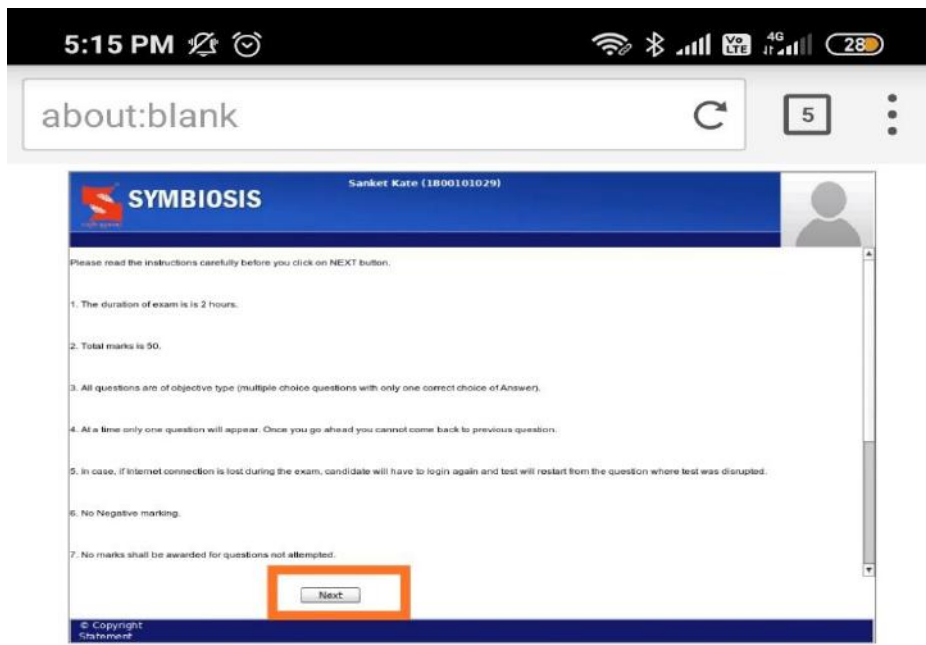 5:15 PM
Vo LTE 4G 28
about:blank
5
SYMBIOSIS
Sanket Kate (1800101029)
Please read the instructions carefully before you click on NEXT button.
1. The duration of exam is is 2 hours.
2. Total marks is 50.
3. All questions are of objective type (multiple choice questions with only one correct choice of Answer).
4. At a time only one question will appear. Once you go ahead you cannot come back to previous question.
5. In case, if Internet connection is lost during the exam, candidate will have to login again and test will restart from the question where test was disrupted.
6. No Negative marking.
7. No marks shall be awarded for questions not attempted.
Next
© Copyright
Statement